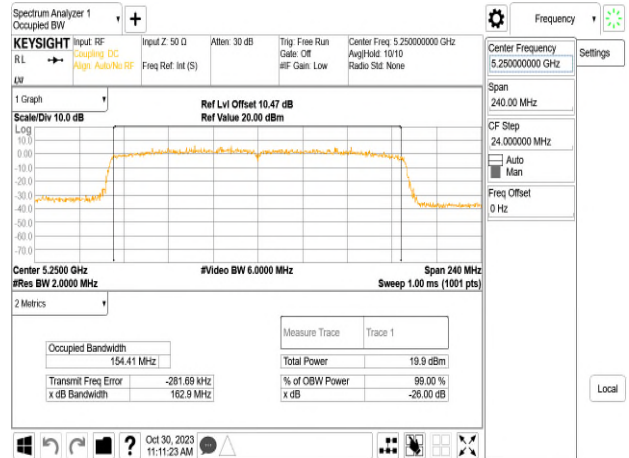 Spectrum Analyzer 1
Occupied BW
Frequency
KEYSIGHT
Input: RF
Coupling: DC
Align: Auto/No RF
Input Z: 50 Ω
Freq Ref: Int (S)
Atten: 30 dB
Trig: Free Run
Gate: Off
#IF Gain: Low
Center Freq: 5.250000000 GHz
Avg|Hold: 10/10
Radio Std: None
R L
LXI
Center Frequency
5.250000000 GHz
Settings
Span
240.00 MHz
CF Step
24.000000 MHz
Auto
Man
Freq Offset
0 Hz
Local
1 Graph
Scale/Div 10.0 dB
Ref Lvl Offset 10.47 dB
Ref Value 20.00 dBm
Log
10.0
0.00
-10.0
-20.0
-30.0
-40.0
-50.0
-60.0
-70.0
Center 5.2500 GHz
#Video BW 6.0000 MHz
Span 240 MHz
#Res BW 2.0000 MHz
Sweep 1.00 ms (1001 pts)
2 Metrics
Measure Trace Trace 1
Occupied Bandwidth
154.41 MHz
Total Power 19.9 dBm
Transmit Freq Error -281.69 kHz
% of OBW Power 99.00 %
x dB Bandwidth 162.9 MHz
x dB -26.00 dB
Oct 30, 2023
11:11:23 AM